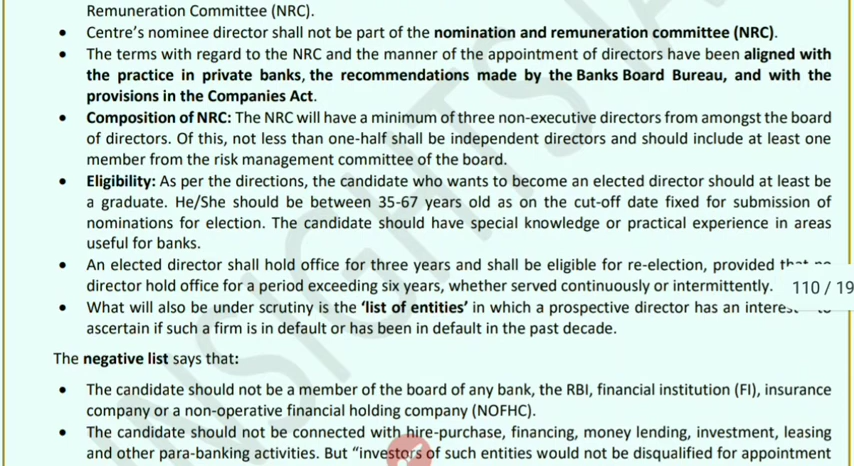 Remuneration Committee (NRC).
• Centre's nominee director shall not be part of the nomination and remuneration committee (NRC).
• The terms with regard to the NRC and the manner of the appointment of directors have been aligned with
the practice in private banks, the recommendations made by the Banks Board Bureau, and with the
provisions in the Companies Act.
• Composition of NRC: The NRC will have a minimum of three non-executive directors from amongst the board
of directors. Of this, not less than one-half shall be independent directors and should include at least one
member from the risk management committee of the board.
• Eligibility: As per the directions, the candidate who wants to become an elected director should at least be
a graduate. He/She should be between 35-67 years old as on the cut-off date fixed for submission of
nominations for election. The candidate should have special knowledge or practical experience in areas
useful for banks.
• An elected director shall hold office for three years and shall be eligible for re-election, provided
director hold office for a period exceeding six years, whether served continuously or intermittently.
110 / 19
• What will also be under scrutiny is the 'list of entities' in which a prospective director has an
ascertain if such a firm is in default or has been in default in the past decade.
The negative list says that:
• The candidate should not be a member of the board of any bank, the RBI, financial institution (FI), insurance
company or a non-operative financial holding company (NOFHC).
• The candidate should not be connected with hire-purchase, financing, money lending, investment, leasing
and other para-banking activities. But "investors of such entities would not be disqualified for appointment
INSIGHTS